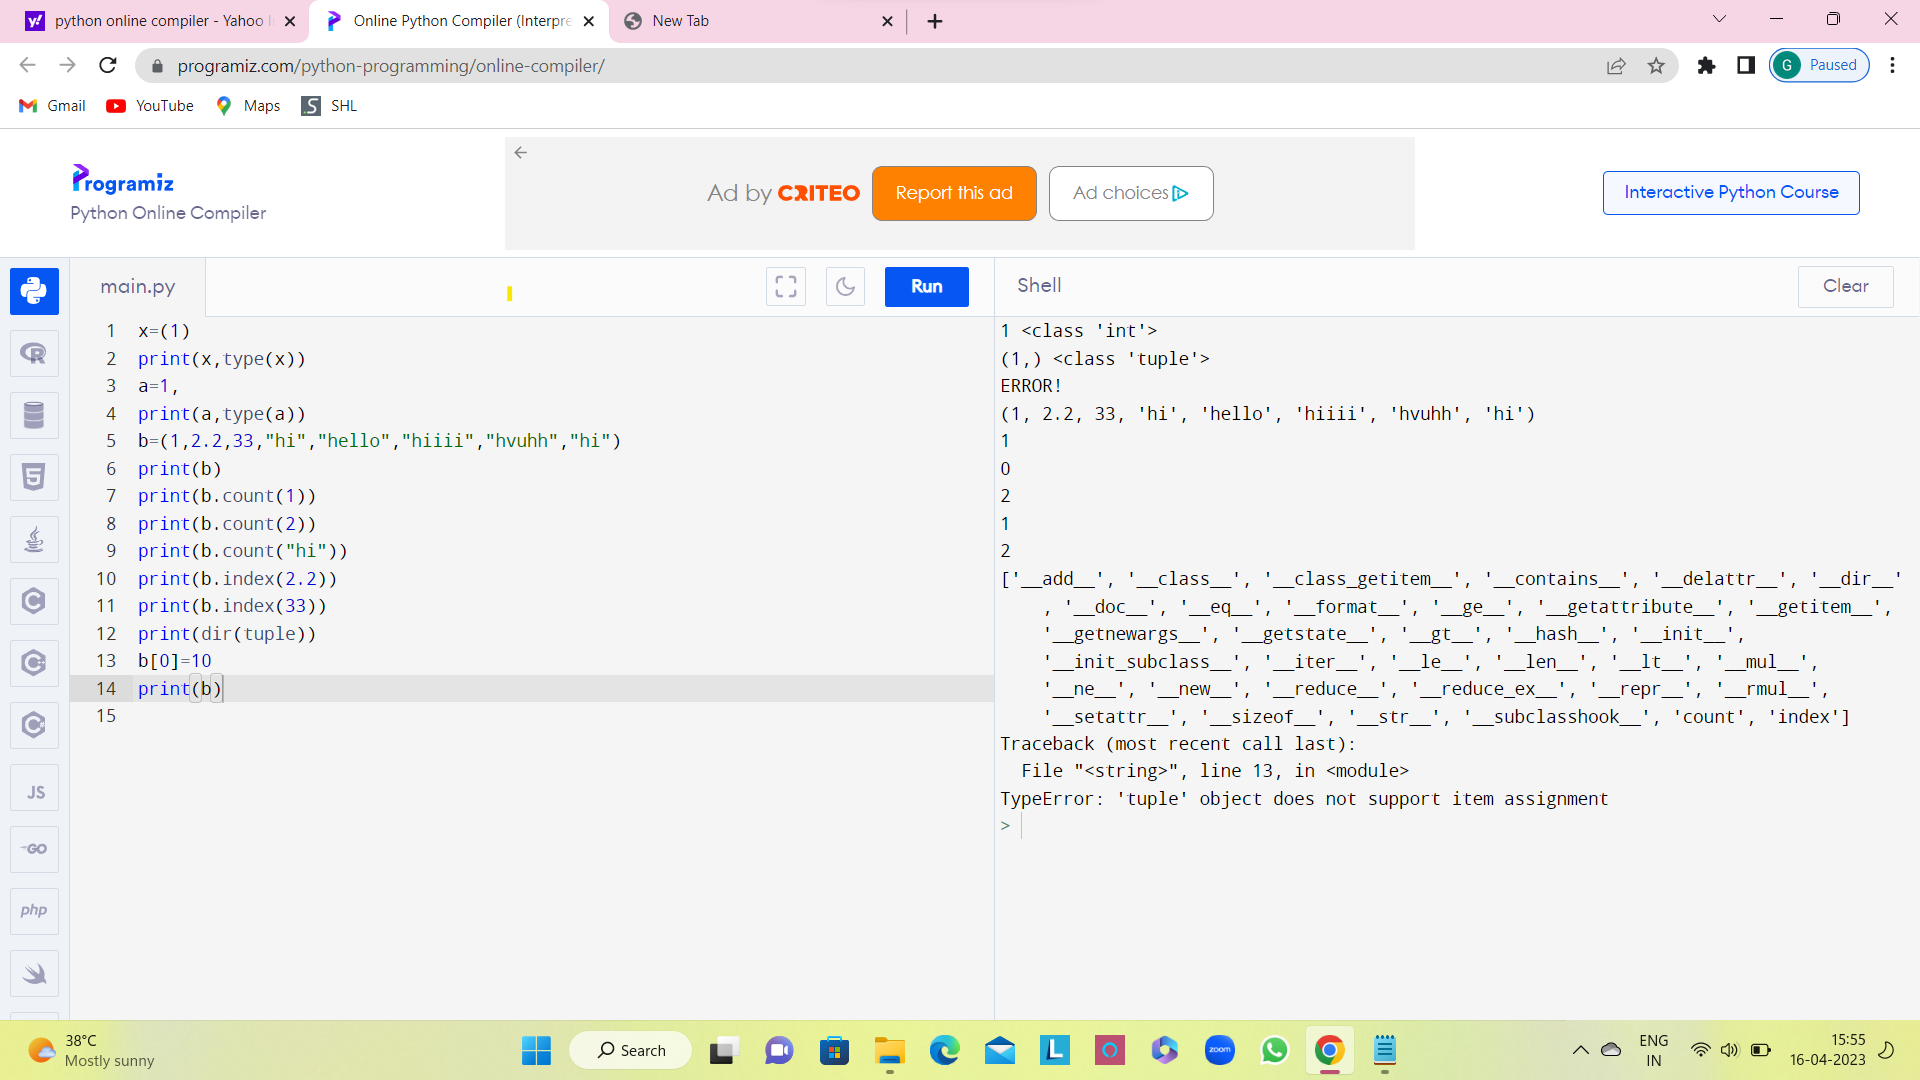 python online compiler - Yahoo
Online Python Compiler (Interpre
New Tab
programiz.com/python-programming/online-compiler/
G Paused
Gmail YouTube Maps SHL
Programiz
Python Online Compiler
Ad by CRITEO
Report this ad
Ad choices
Interactive Python Course
main.py
Run
Shell
Clear
1 x=(1)
2 print(x,type(x))
3 a=1,
4 print(a,type(a))
5 b=(1,2.2,33,"hi","hello","hiiii","hvuhh","hi")
6 print(b)
7 print(b.count(1))
8 print(b.count(2))
9 print(b.count("hi"))
10 print(b.index(2.2))
11 print(b.index(33))
12 print(dir(tuple))
13 b[0]=10
14 print(b)
15
1 <class 'int'>
(1,) <class 'tuple'>
ERROR!
(1, 2.2, 33, 'hi', 'hello', 'hiiii', 'hvuhh', 'hi')
1
0
2
1
2
['__add__', '__class__', '__class_getitem__', '__contains__', '__delattr__', '__dir__'
, '__doc__', '__eq__', '__format__', '__ge__', '__getattribute__', '__getitem__',
'__getnewargs__', '__getstate__', '__gt__', '__hash__', '__init__',
'__init_subclass__', '__iter__', '__le__', '__len__', '__lt__', '__mul__',
'__ne__', '__new__', '__reduce__', '__reduce_ex__', '__repr__', '__rmul__',
'__setattr__', '__sizeof__', '__str__', '__subclasshook__', 'count', 'index']
Traceback (most recent call last):
File "<string>", line 13, in <module>
TypeError: 'tuple' object does not support item assignment
>
JS
GO
php
38°C
Mostly sunny
Search
zoom
ENG
IN
15:55
16-04-2023